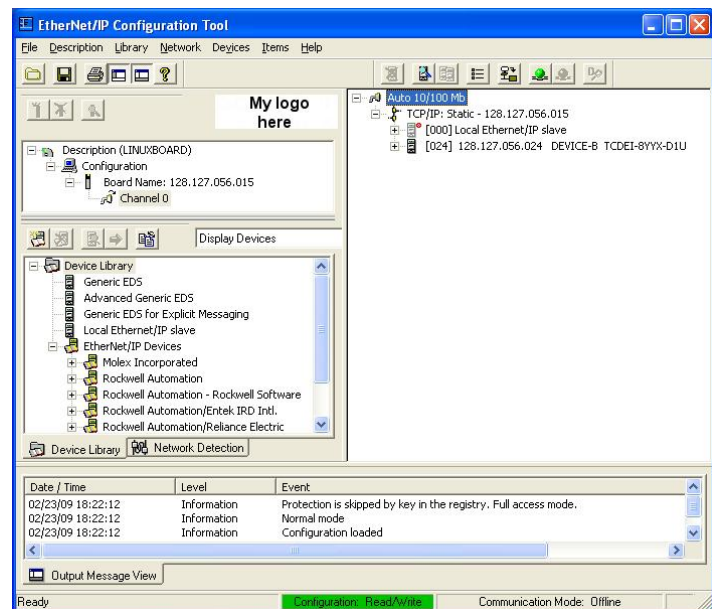 EtherNet/IP Configuration Tool
File Description Library Network Devices Items Help
My logo
here
Description (LINUXBOARD)
Configuration
Board Name: 128.127.056.015
Channel 0
Display Devices
Device Library
Generic EDS
Advanced Generic EDS
Generic EDS for Explicit Messaging
Local Ethernet/IP slave
EtherNet/IP Devices
Molex Incorporated
Rockwell Automation
Rockwell Automation - Rockwell Software
Rockwell Automation/Entek IRD Intl.
Rockwell Automation/Reliance Electric
Device Library Network Detection
Auto 10/100 Mb
TCP/IP: Static - 128.127.056.015
[000] Local Ethernet/IP slave
[024] 128.127.056.024 DEVICE-B TCDEI-8YYX-D1U
Date / Time Level Event
02/23/09 18:22:12 Information Protection is skipped by key in the registry. Full access mode.
02/23/09 18:22:12 Information Normal mode
02/23/09 18:22:12 Information Configuration loaded
Output Message View
Ready Configuration: Read/Write Communication Mode: Offline